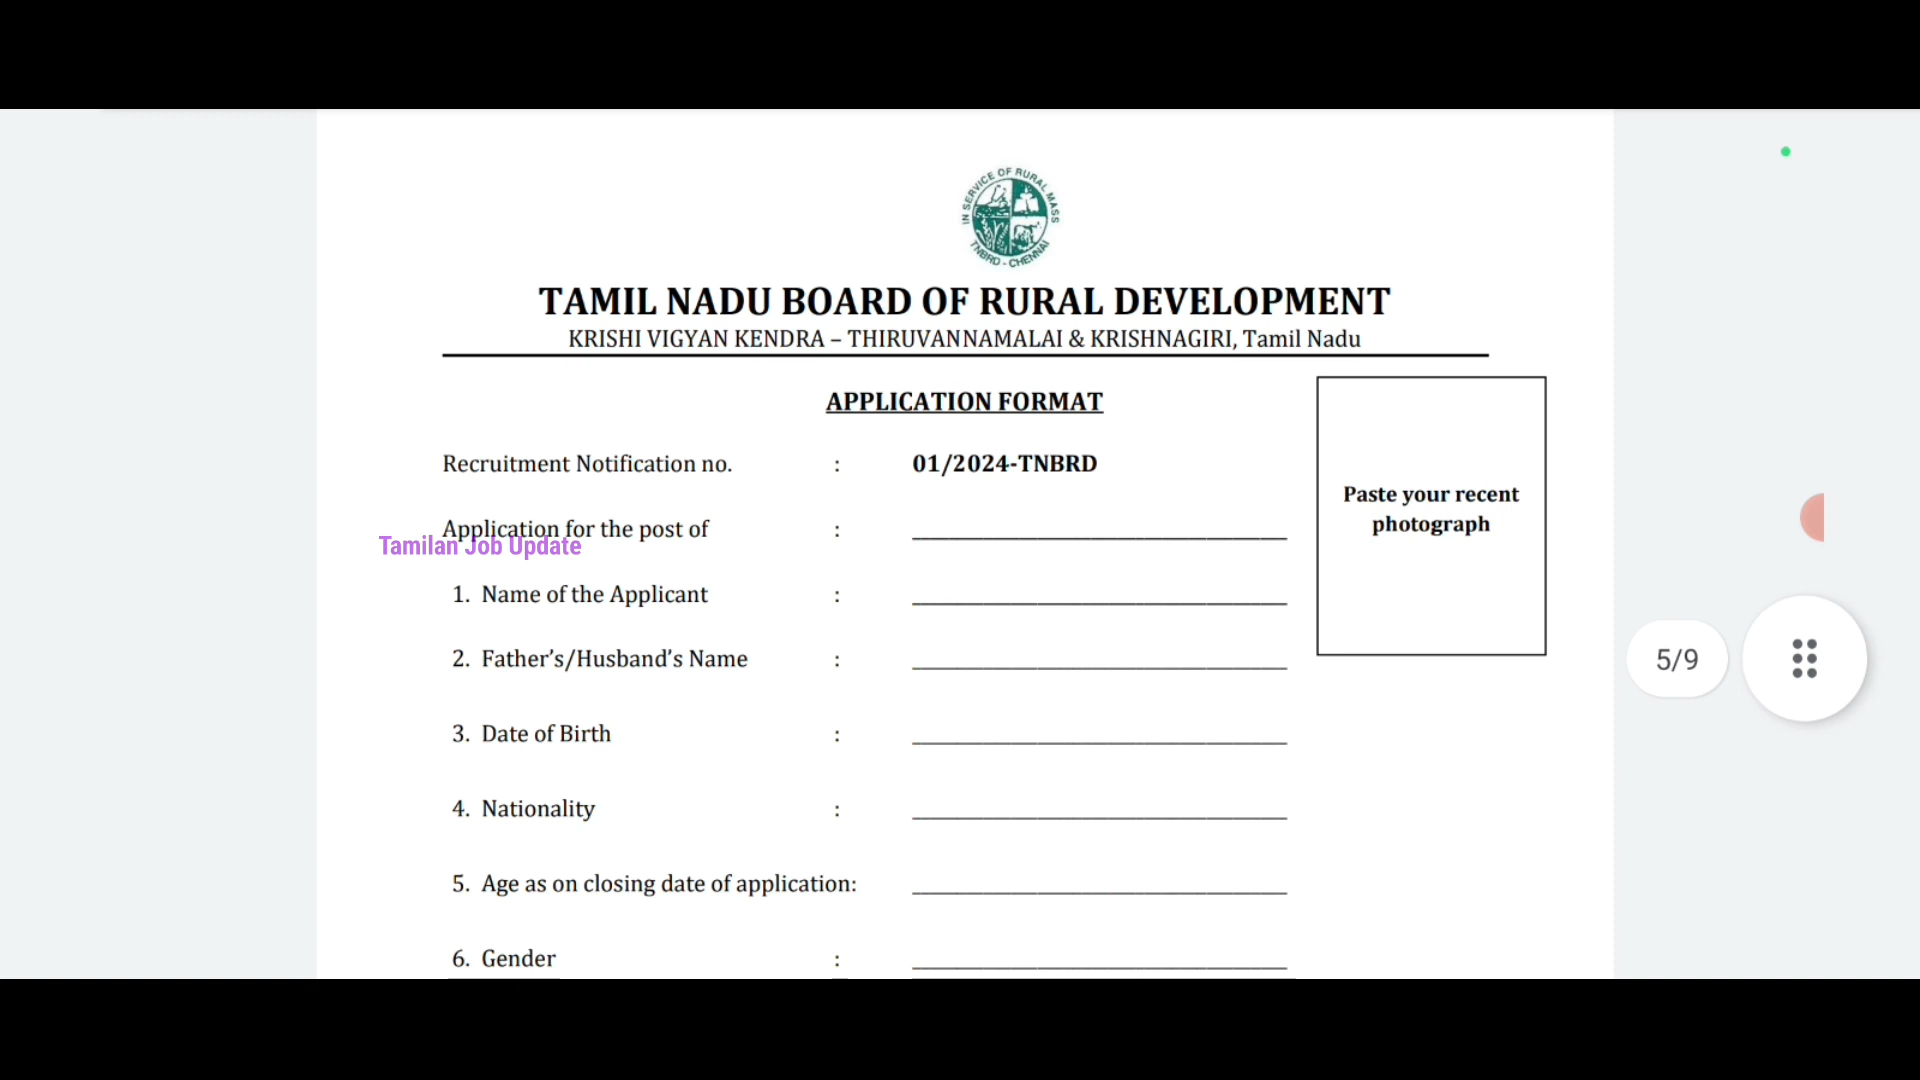 IN SERVICE OF RURAL MASS
TNBRD - CHENNAI
TAMIL NADU BOARD OF RURAL DEVELOPMENT
KRISHI VIGYAN KENDRA – THIRUVANNAMALAI & KRISHNAGIRI, Tamil Nadu
APPLICATION FORMAT
Recruitment Notification no. : 01/2024-TNBRD
Paste your recent
photograph
Application for the post of :
Tamilan Job Update
1. Name of the Applicant :
2. Father's/Husband's Name :
3. Date of Birth :
4. Nationality :
5. Age as on closing date of application:
6. Gender :
5/9